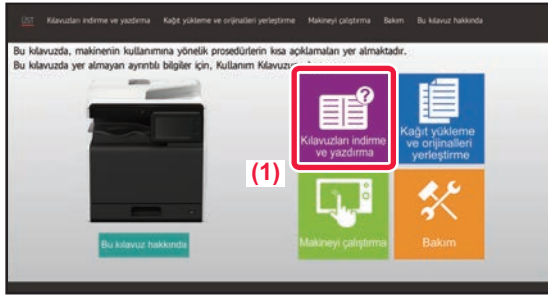 ÜST Kılavuzları indirme ve yazdırma Kağıt yükleme ve orijinalleri yerleştirme Makineyi çalıştırma Bakım Bu kılavuz hakkında
Bu kılavuzda, makinenin kullanımına yönelik prosedürlerin kısa açıklamaları yer almaktadır.
Bu kılavuzda yer almayan ayrıntılı bilgiler için, Kullanım
Kılavuzları indirme
ve yazdırma
Kağıt yükleme
ve orijinalleri
yerleştirme
(1)
Bu kılavuz hakkında
Makineyi çalıştırma
Bakım